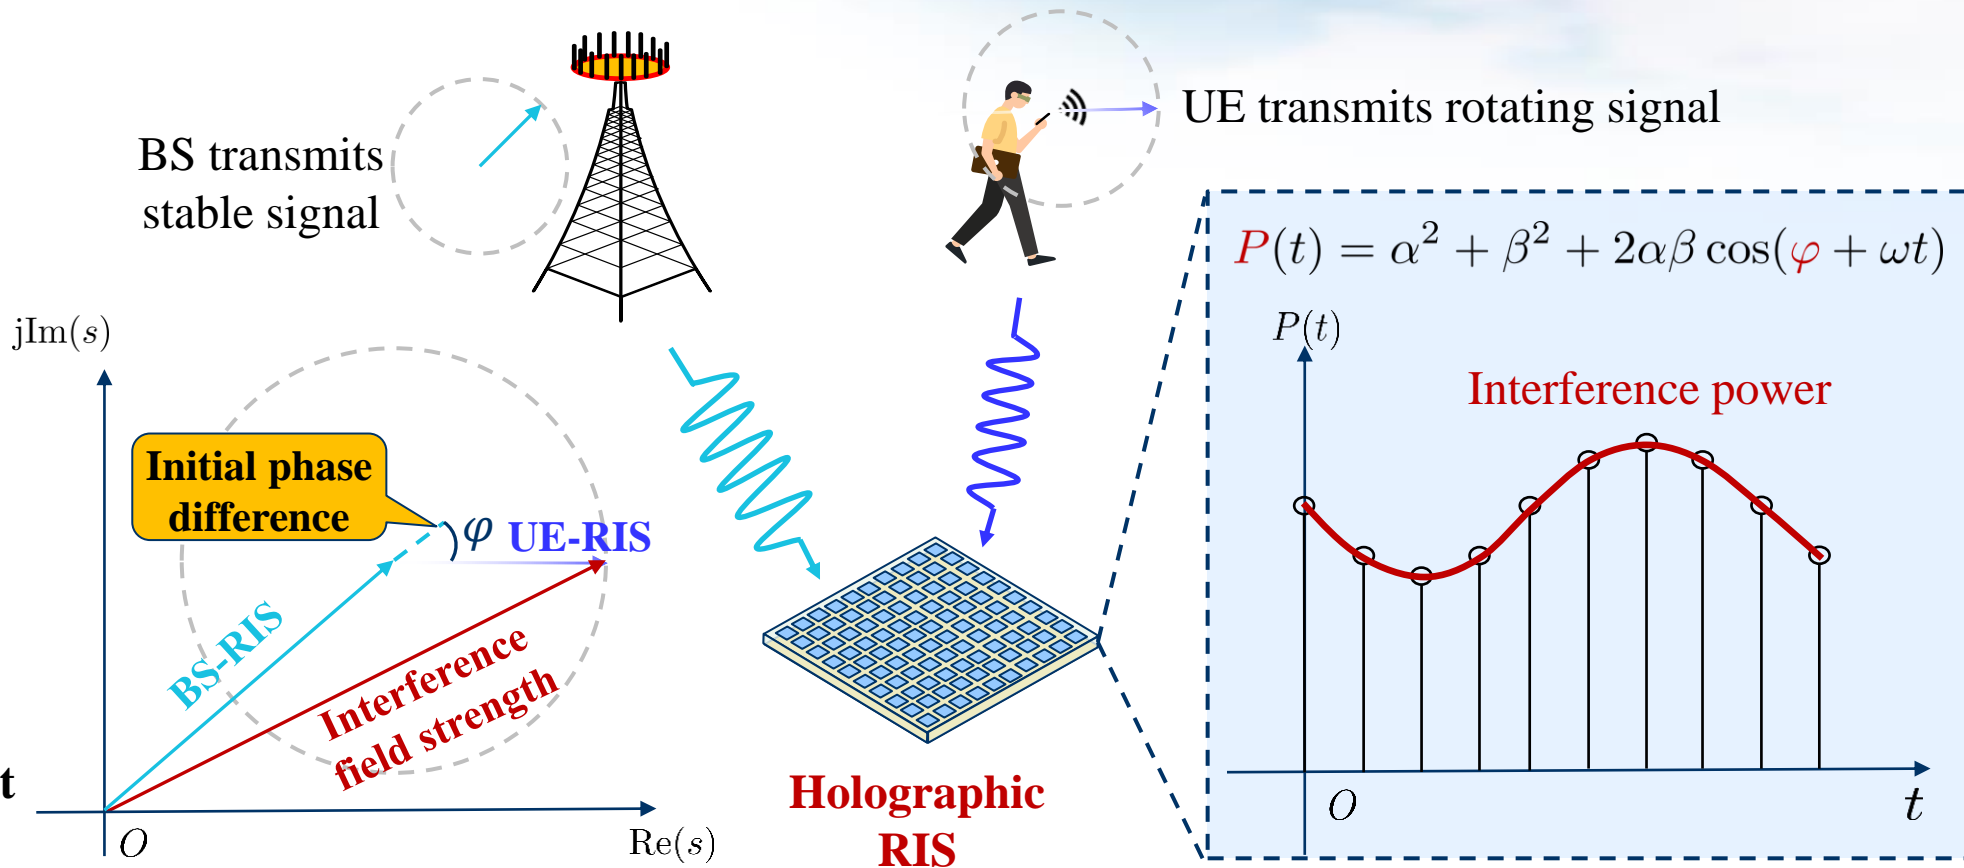 BS transmits
stable signal
UE transmits rotating signal
P(t) = α² + β² + 2αβ cos(φ + ωt)
jIm(s)
Initial phase
difference
φ
UE-RIS
BS-RIS
Interference
field strength
t
O
Re(s)
Holographic
RIS
P(t)
Interference power
O
t